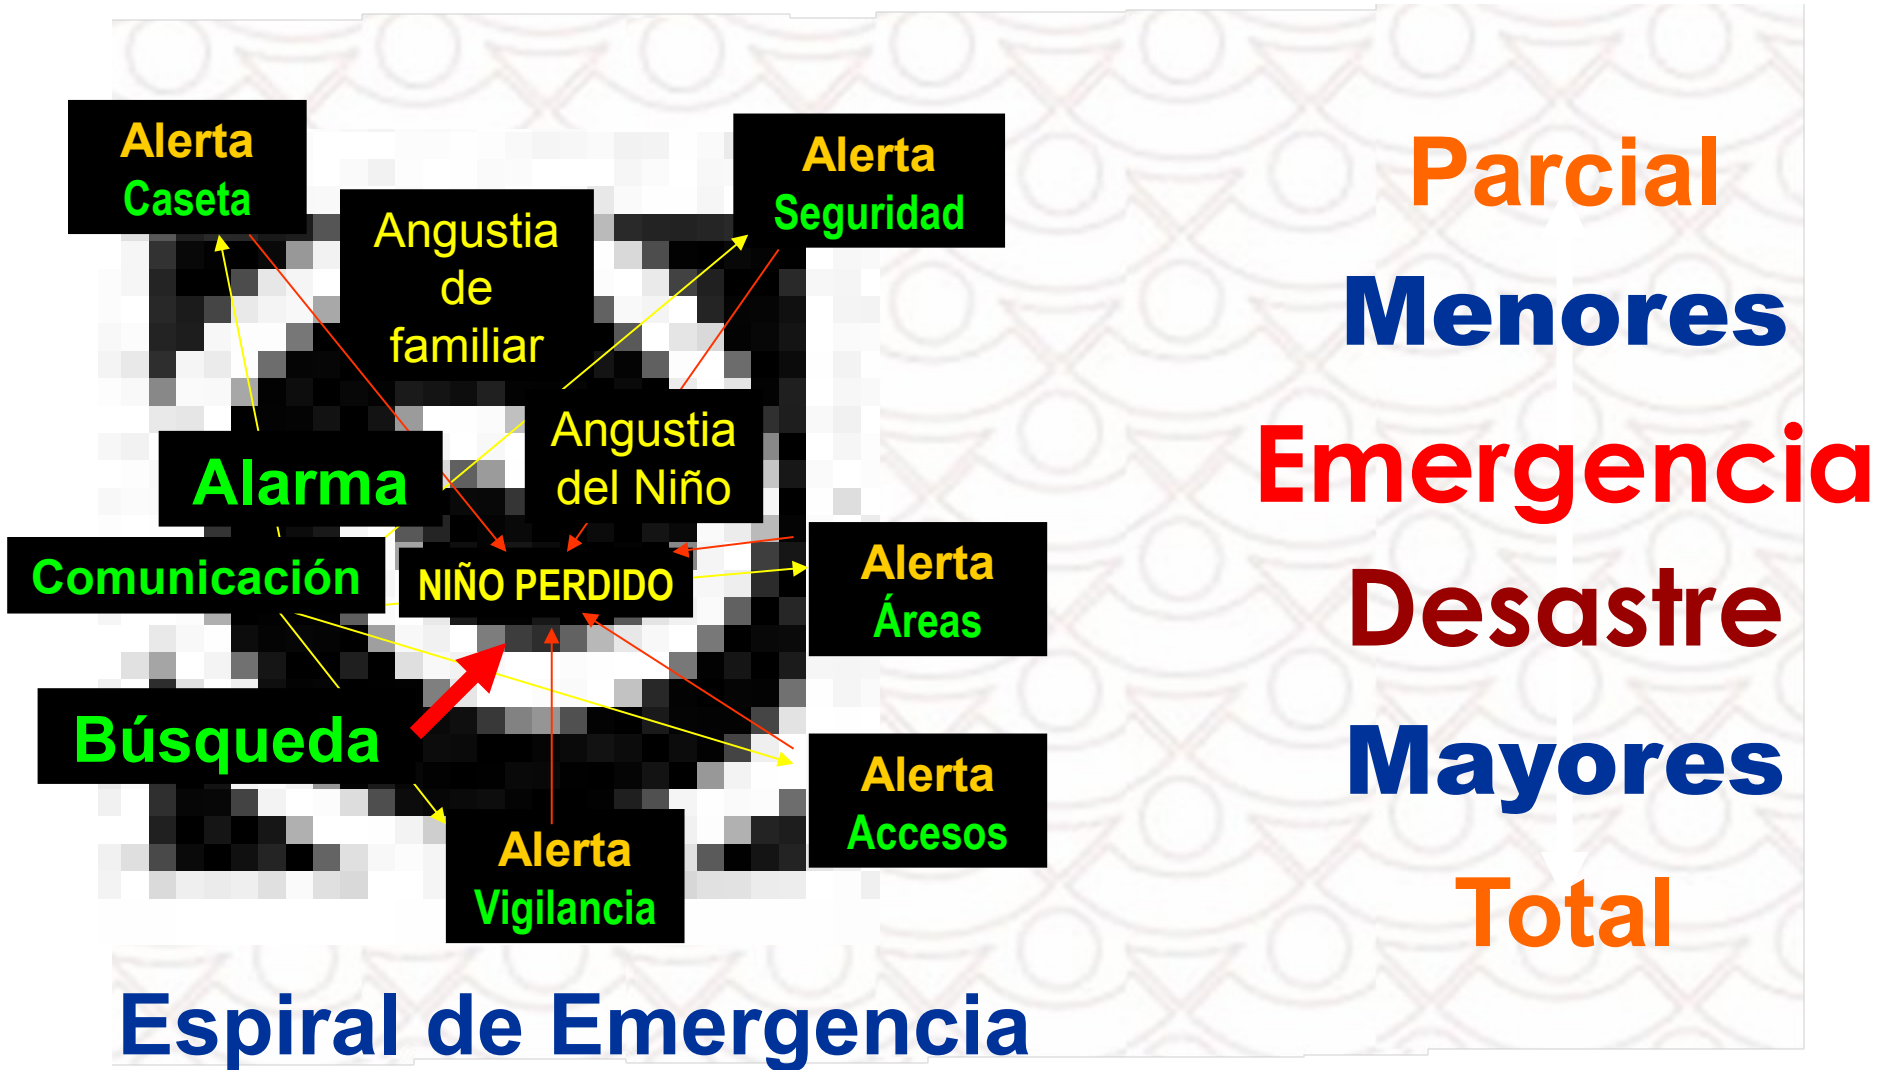 Alerta
Caseta
Alerta
Seguridad
Angustia
de
familiar
Angustia
del Niño
Alarma
Comunicación
NIÑO PERDIDO
Alerta
Áreas
Búsqueda
Alerta
Accesos
Alerta
Vigilancia
Espiral de Emergencia
Parcial
Menores
Emergencia
Desastre
Mayores
Total